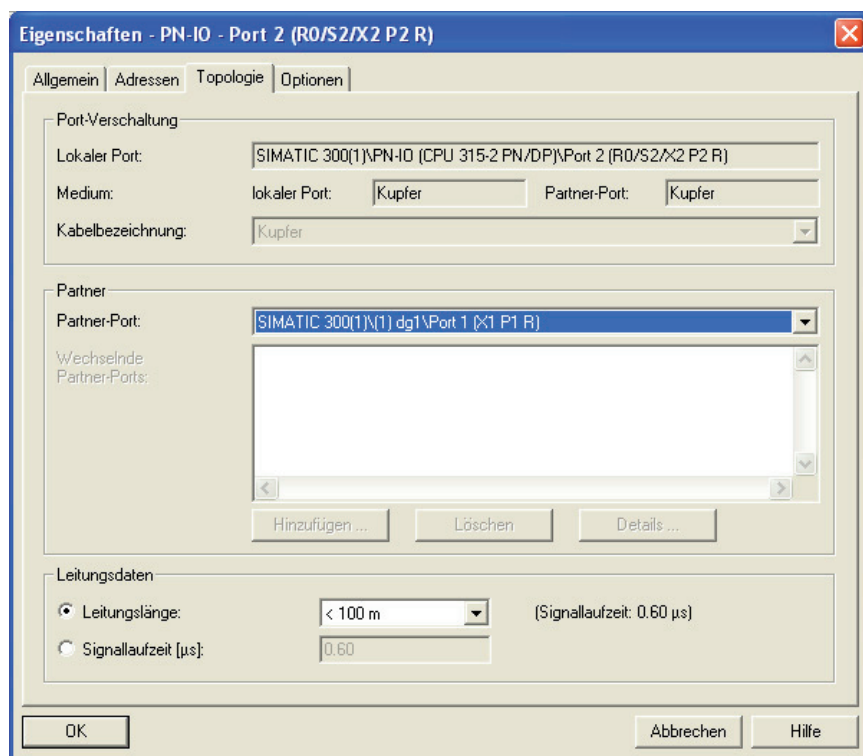 Eigenschaften - PN-IO - Port 2 (R0/S2/X2 P2 R)
Allgemein Adressen Topologie Optionen
Port-Verschaltung
Lokaler Port: SIMATIC 300(1)\PN-IO (CPU 315-2 PN/DP)\Port 2 (R0/S2/X2 P2 R)
Medium: lokaler Port: Kupfer Partner-Port: Kupfer
Kabelbezeichnung: Kupfer
Partner
Partner-Port: SIMATIC 300(1)\(1) dg1\Port 1 (X1 P1 R)
Wechselnde
Partner-Ports:
Hinzufügen ... Löschen Details ...
Leitungsdaten
Leitungslänge: < 100 m (Signallaufzeit: 0.60 µs)
Signallaufzeit [µs]: 0.60
OK Abbrechen Hilfe